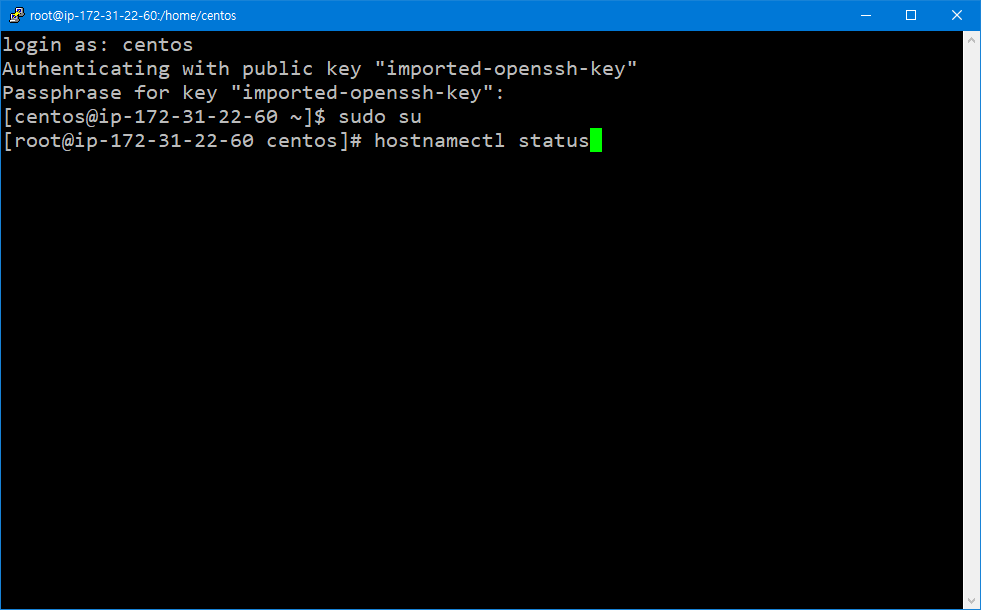 root@ip-172-31-22-60:/home/centos
login as: centos
Authenticating with public key "imported-openssh-key"
Passphrase for key "imported-openssh-key":
[centos@ip-172-31-22-60 ~]$ sudo su
[root@ip-172-31-22-60 centos]# hostnamectl status